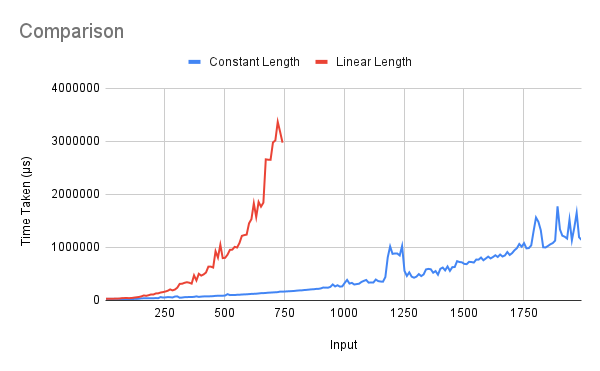 Comparison
Constant Length Linear Length
Time Taken (µs)
4000000
3000000
2000000
1000000
0
250 500 750 1000 1250 1500 1750
Input